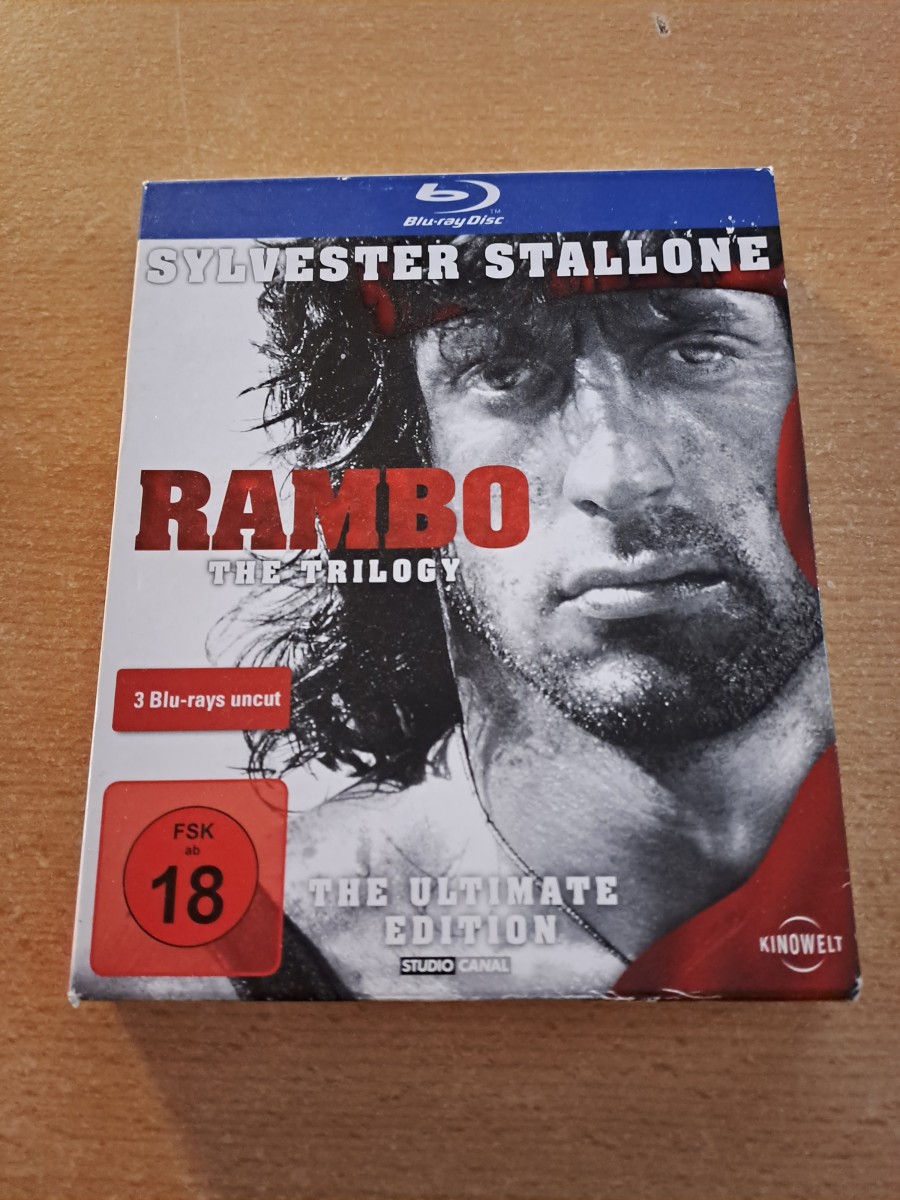 Blu-ray Disc™
SYLVESTER STALLONE
RAMBO
THE TRILOGY
3 Blu-rays uncut
FSK
ab
18
THE ULTIMATE
EDITION
STUDIO CANAL
KINOWELT